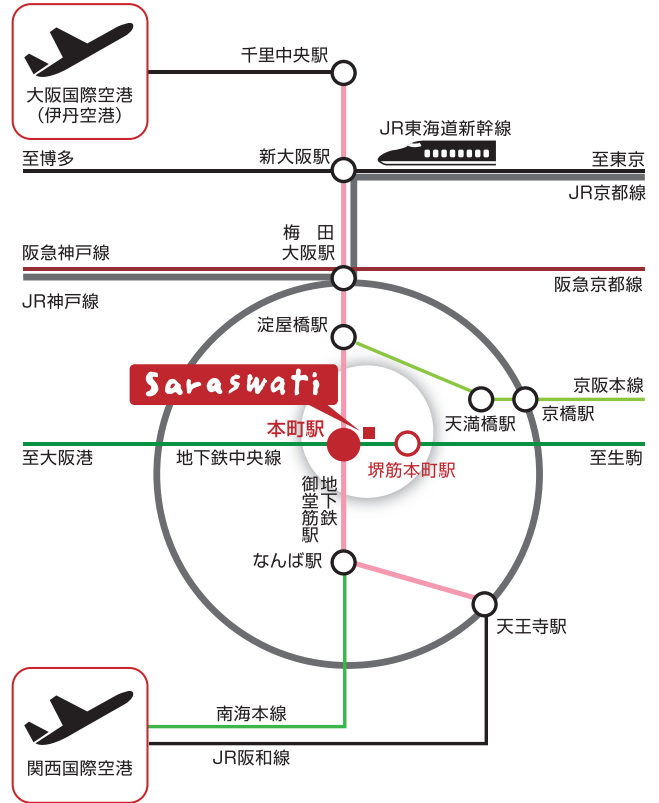 千里中央駅
大阪国際空港
（伊丹空港）
JR東海道新幹線
至博多
新大阪駅
至東京
JR京都線
梅　田
大阪駅
阪急神戸線
阪急京都線
JR神戸線
淀屋橋駅
Saraswati
京阪本線
天満橋駅
京橋駅
本町駅
至大阪港
地下鉄中央線
至生駒
堺筋本町駅
地下鉄
御堂筋駅
なんば駅
天王寺駅
南海本線
関西国際空港
JR阪和線